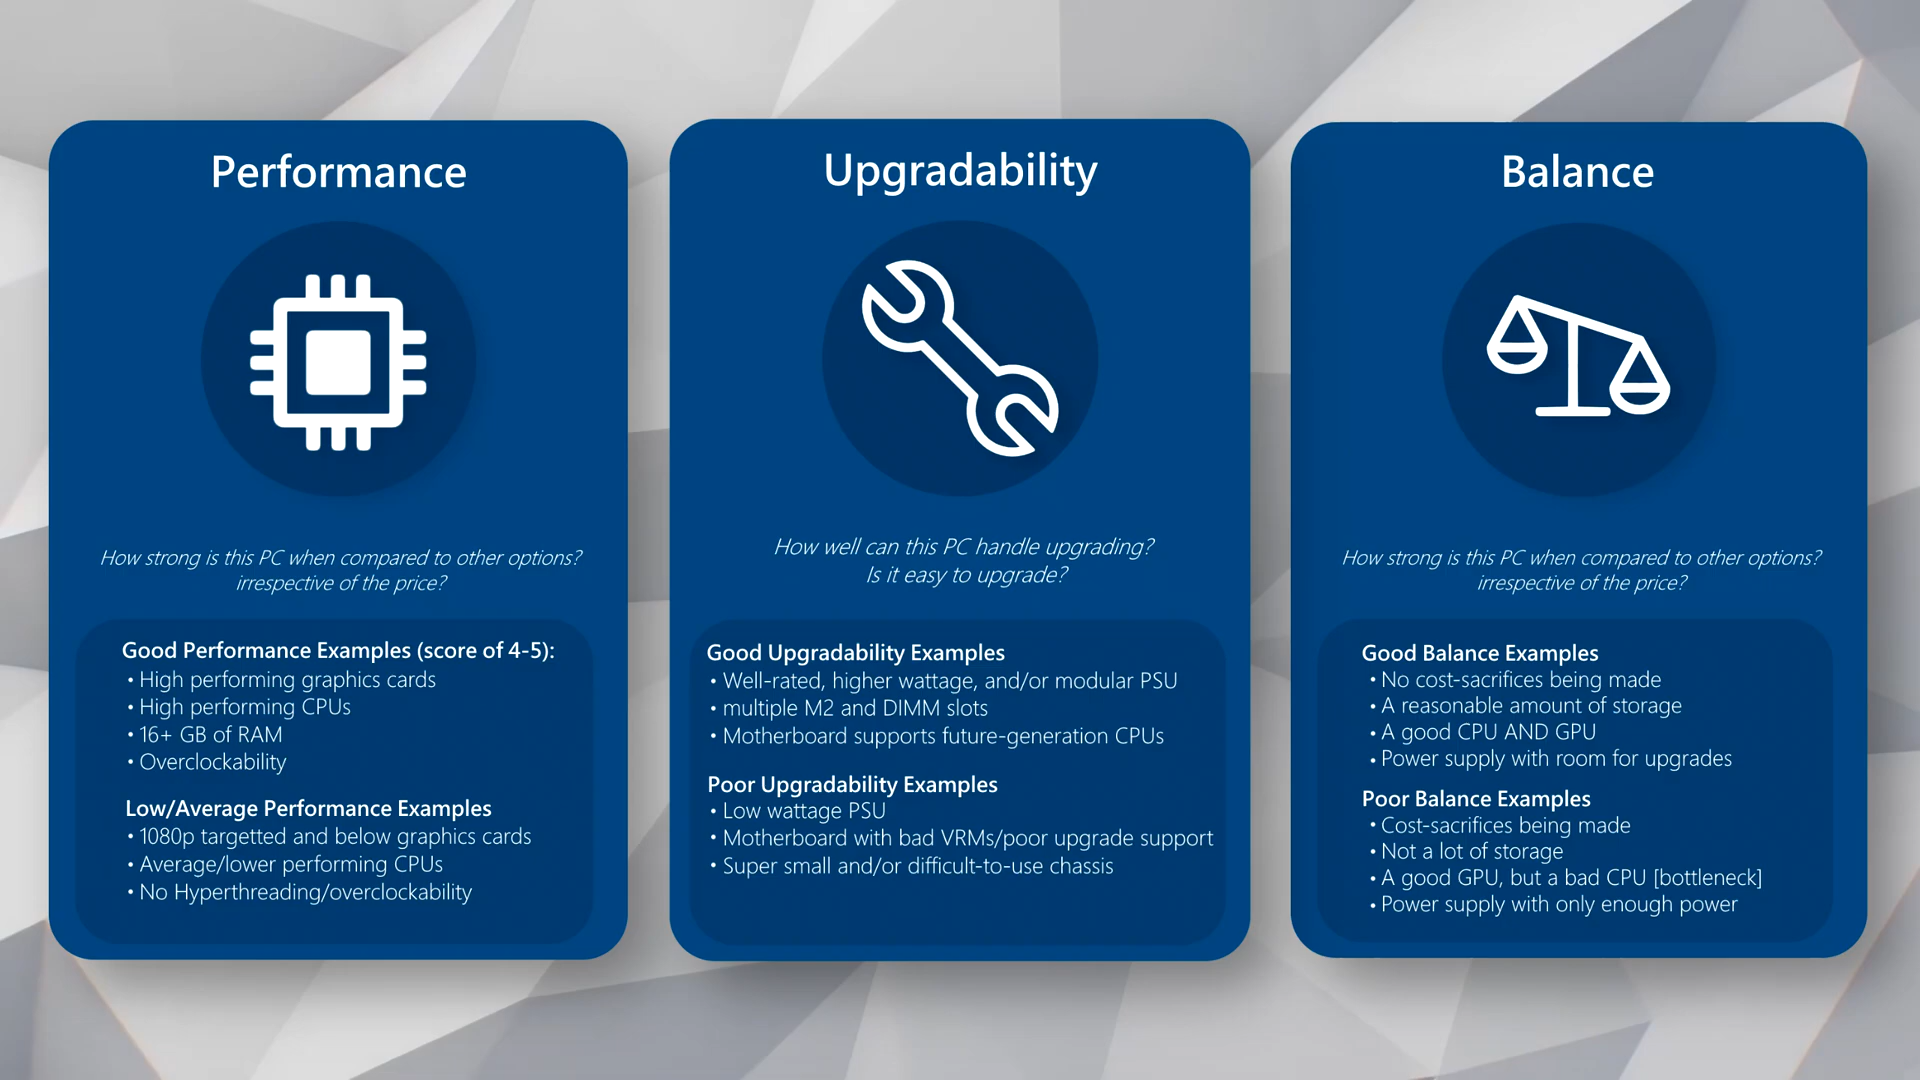 Performance
How strong is this PC when compared to other options?
irrespective of the price?
Good Performance Examples (score of 4-5):
• High performing graphics cards
• High performing CPUs
• 16+ GB of RAM
• Overclockability
Low/Average Performance Examples
• 1080p targetted and below graphics cards
• Average/lower performing CPUs
• No Hyperthreading/overclockability
Upgradability
How well can this PC handle upgrading?
Is it easy to upgrade?
Good Upgradability Examples
• Well-rated, higher wattage, and/or modular PSU
• multiple M2 and DIMM slots
• Motherboard supports future-generation CPUs
Poor Upgradability Examples
• Low wattage PSU
• Motherboard with bad VRMs/poor upgrade support
• Super small and/or difficult-to-use chassis
Balance
How strong is this PC when compared to other options?
irrespective of the price?
Good Balance Examples
• No cost-sacrifices being made
• A reasonable amount of storage
• A good CPU AND GPU
• Power supply with room for upgrades
Poor Balance Examples
• Cost-sacrifices being made
• Not a lot of storage
• A good GPU, but a bad CPU [bottleneck]
• Power supply with only enough power